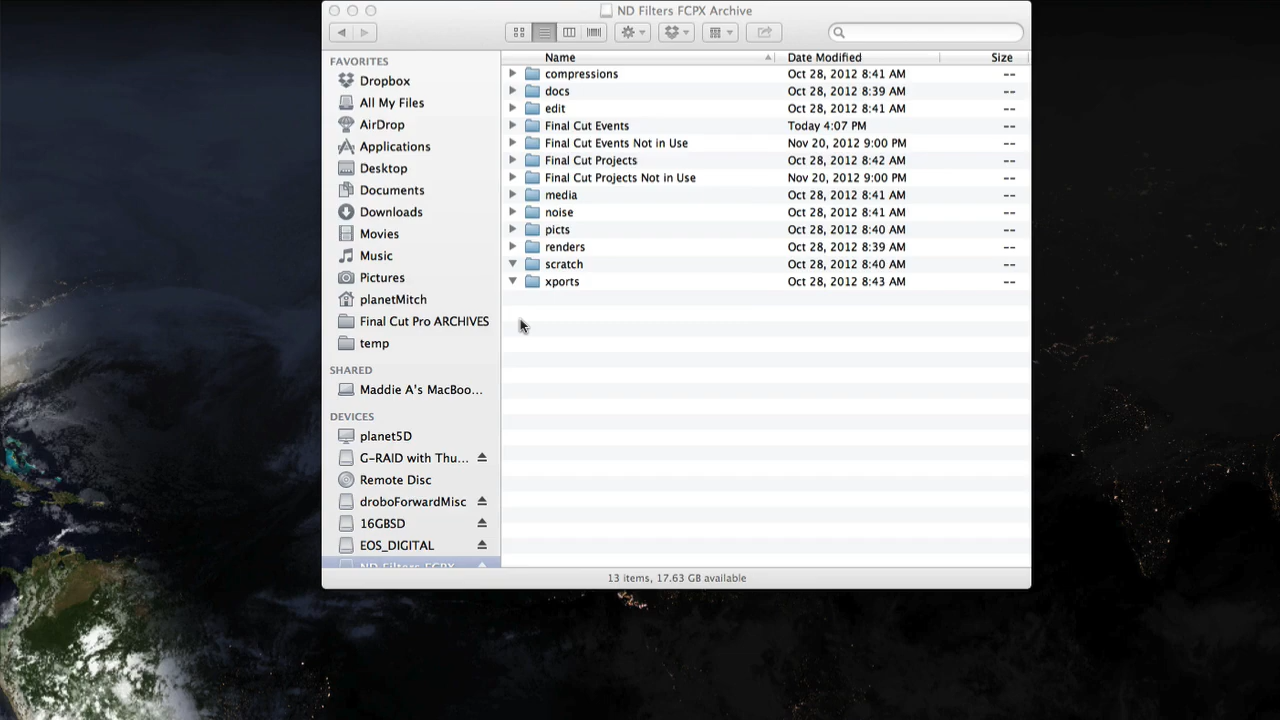 ND Filters FCPX Archive
FAVORITES
Dropbox
All My Files
AirDrop
Applications
Desktop
Documents
Downloads
Movies
Music
Pictures
planetMitch
Final Cut Pro ARCHIVES
temp
SHARED
Maddie A's MacBoo...
DEVICES
planet5D
G-RAID with Thu...
Remote Disc
droboForwardMisc
16GBSD
EOS_DIGITAL
ND Filters FCPX
Name Date Modified Size
compressions Oct 28, 2012 8:41 AM --
docs Oct 28, 2012 8:39 AM --
edit Oct 28, 2012 8:41 AM --
Final Cut Events Today 4:07 PM --
Final Cut Events Not in Use Nov 20, 2012 9:00 PM --
Final Cut Projects Oct 28, 2012 8:42 AM --
Final Cut Projects Not in Use Nov 20, 2012 9:00 PM --
media Oct 28, 2012 8:41 AM --
noise Oct 28, 2012 8:41 AM --
picts Oct 28, 2012 8:40 AM --
renders Oct 28, 2012 8:39 AM --
scratch Oct 28, 2012 8:40 AM --
xports Oct 28, 2012 8:43 AM --
13 items, 17.63 GB available